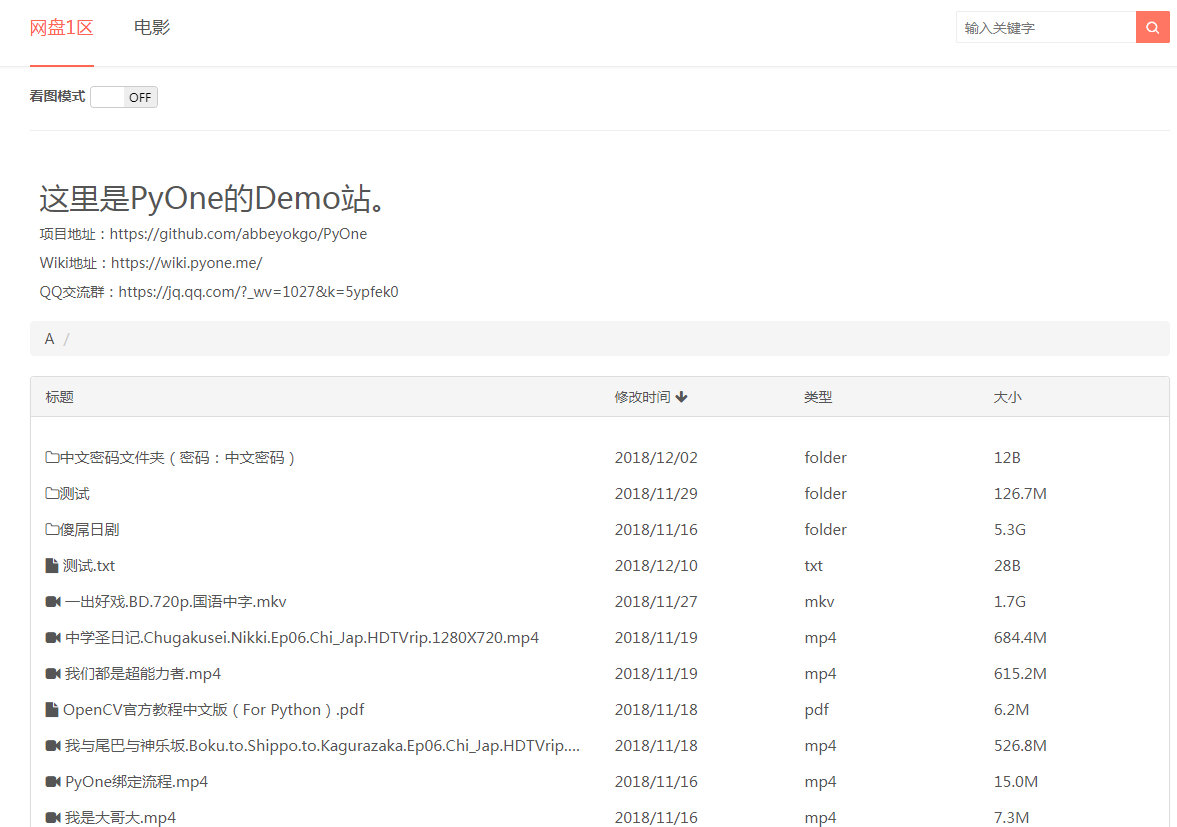 网盘1区 电影 输入关键字
看图模式 OFF
这里是PyOne的Demo站。
项目地址：https://github.com/abbeyokgo/PyOne
Wiki地址：https://wiki.pyone.me/
QQ交流群：https://jq.qq.com/?_wv=1027&k=5ypfek0
A /
标题 修改时间 类型 大小
中文密码文件夹（密码：中文密码） 2018/12/02 folder 12B
测试 2018/11/29 folder 126.7M
傻屌日剧 2018/11/16 folder 5.3G
测试.txt 2018/12/10 txt 28B
一出好戏.BD.720p.国语中字.mkv 2018/11/27 mkv 1.7G
中学圣日记.Chugakusei.Nikki.Ep06.Chi_Jap.HDTVrip.1280X720.mp4 2018/11/19 mp4 684.4M
我们都是超能力者.mp4 2018/11/19 mp4 615.2M
OpenCV官方教程中文版（For Python）.pdf 2018/11/18 pdf 6.2M
我与尾巴与神乐坂.Boku.to.Shippo.to.Kagurazaka.Ep06.Chi_Jap.HDTVrip.... 2018/11/18 mp4 526.8M
PyOne绑定流程.mp4 2018/11/16 mp4 15.0M
我是大哥大.mp4 2018/11/16 mp4 7.3M